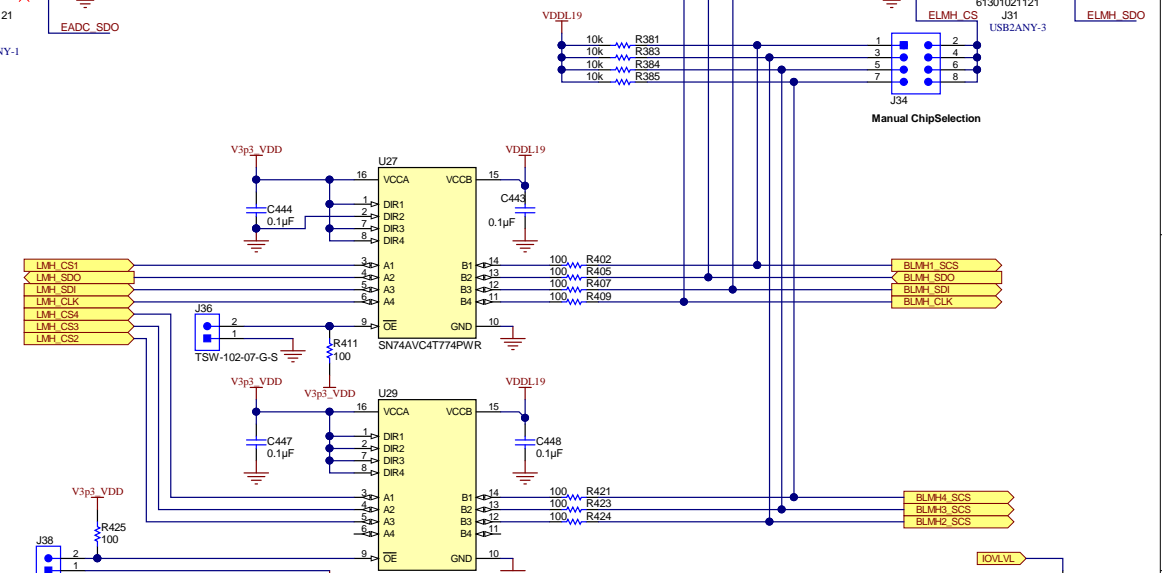 21
EADC_SDO
NY-1
VDDL19
ELMH_CS
61301021121
J31
USB2ANY-3
ELMH_SDO
10k R381 1 2
10k R383 3 4
10k R384 5 6
10k R385 7 8
J34
Manual ChipSelection
V3p3_VDD
U27
VDDL19
16 VCCA VCCB 15
C444
0.1µF
1 DIR1
2 DIR2
7 DIR3
8 DIR4
C443
0.1µF
LMH_CS1 3 A1 B1 14 100 R402 BLMH1_SCS
LMH_SDO 4 A2 B2 13 100 R405 BLMH_SDO
LMH_SDI 5 A3 B3 12 100 R407 BLMH_SDI
LMH_CLK 6 A4 B4 11 100 R409 BLMH_CLK
LMH_CS4
LMH_CS3
LMH_CS2
J36
2
1
TSW-102-07-G-S
9 OE GND 10
R411
100
SN74AVC4T774PWR
V3p3_VDD
V3p3_VDD
U29
VDDL19
16 VCCA VCCB 15
C447
0.1µF
1 DIR1
2 DIR2
7 DIR3
8 DIR4
C448
0.1µF
3 A1 B1 14 100 R421 BLMH4_SCS
4 A2 B2 13 100 R423 BLMH3_SCS
5 A3 B3 12 100 R424 BLMH2_SCS
6 A4 B4 11
V3p3_VDD
R425
100
J38
2
1
9 OE GND 10
IOVLVL